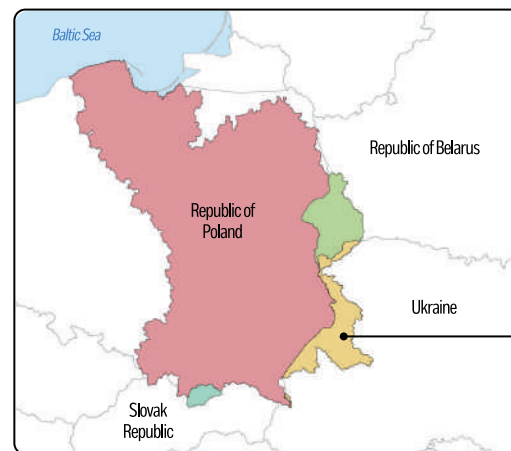 Baltic Sea
Republic of Belarus
Republic of
Poland
Ukraine
Slovak
Republic